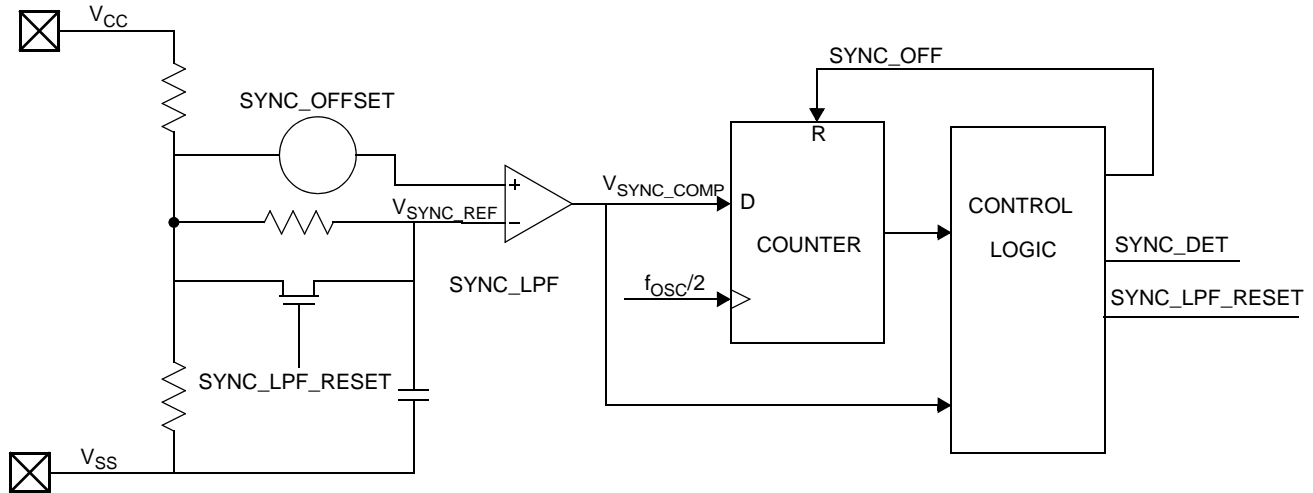 V_CC
SYNC_OFF
SYNC_OFFSET
R
V_SYNC_COMP
D
V_SYNC_REF
+
−
COUNTER
CONTROL
LOGIC
SYNC_DET
SYNC_LPF
f_OSC/2
SYNC_LPF_RESET
SYNC_LPF_RESET
V_SS